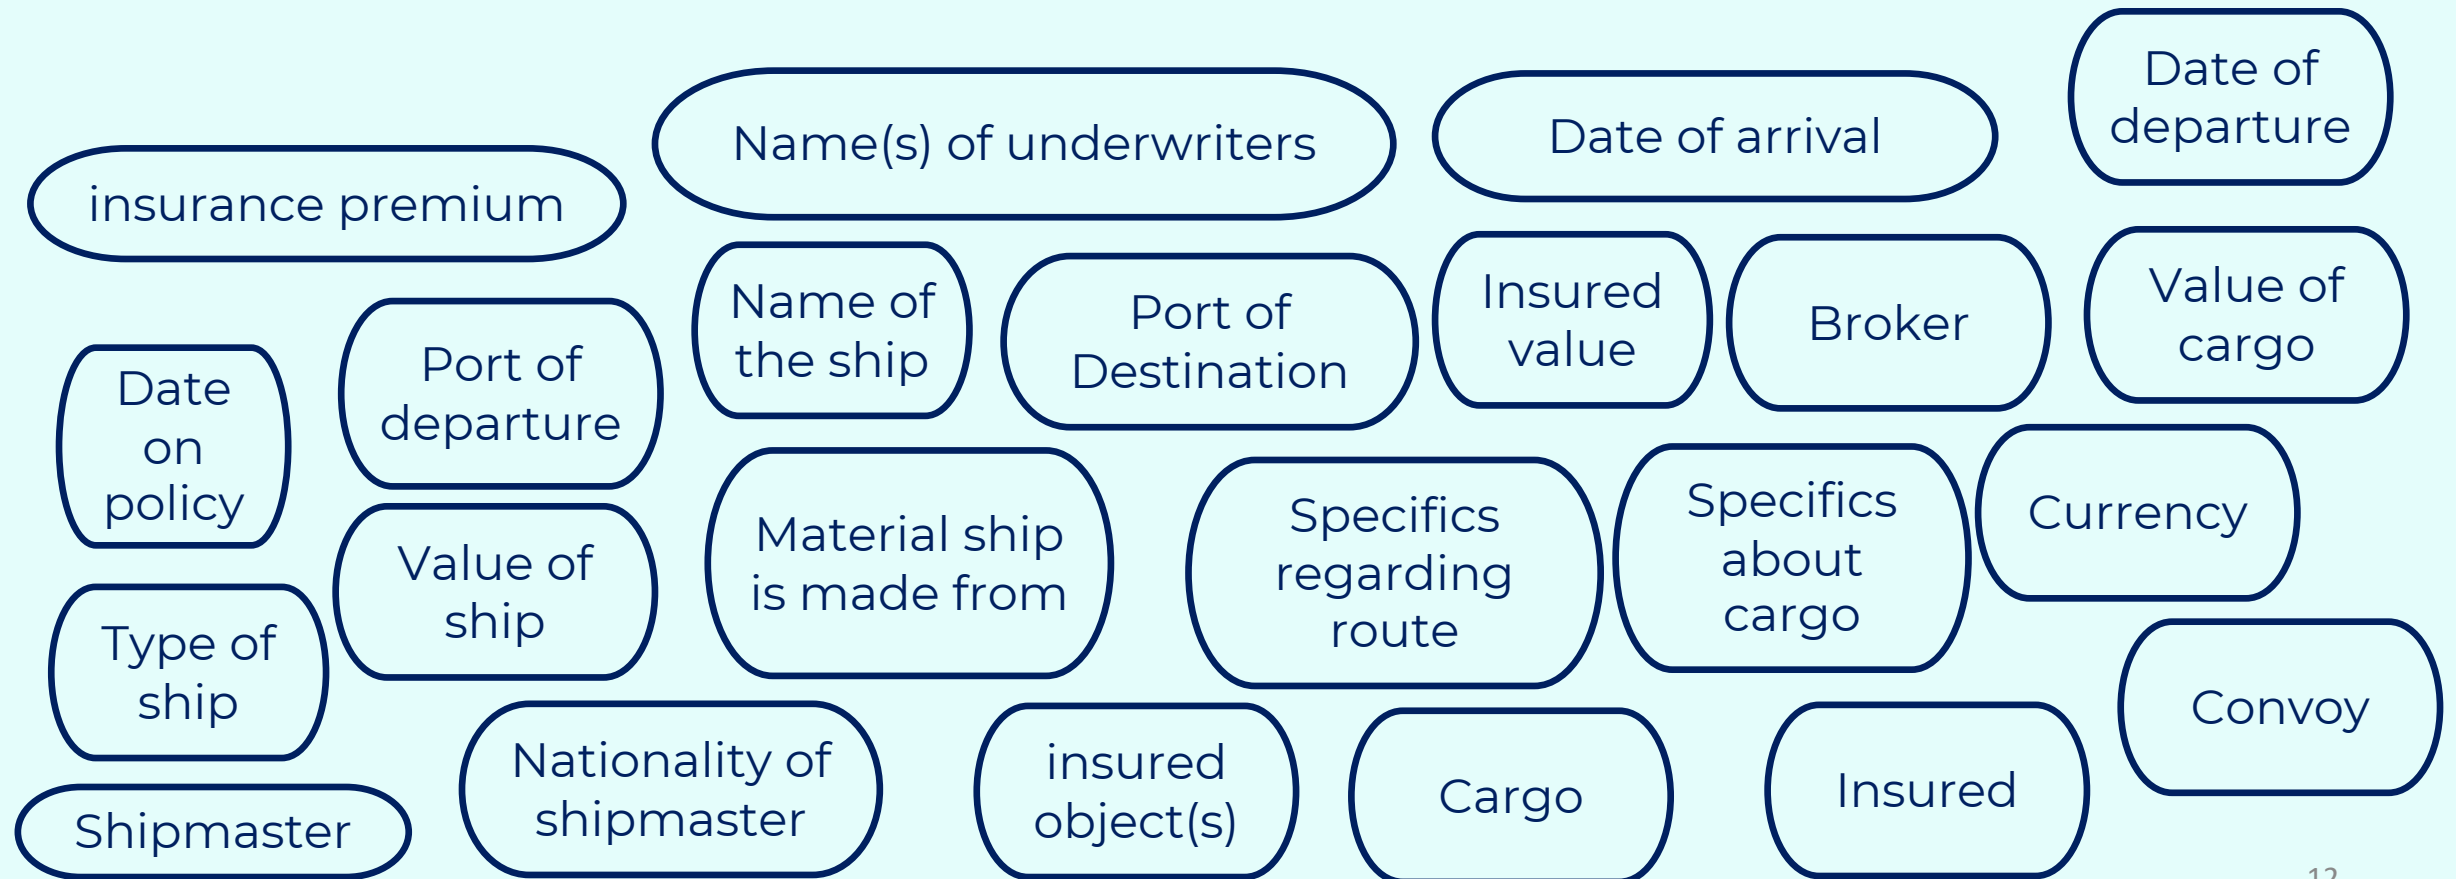 Date of
departure
Name(s) of underwriters
Date of arrival
insurance premium
Name of
the ship
Port of
Destination
Insured
value
Broker
Value of
cargo
Date
on
policy
Port of
departure
Value of
ship
Material ship
is made from
Specifics
regarding
route
Specifics
about
cargo
Currency
Type of
ship
Convoy
Shipmaster
Nationality of
shipmaster
insured
object(s)
Cargo
Insured
12